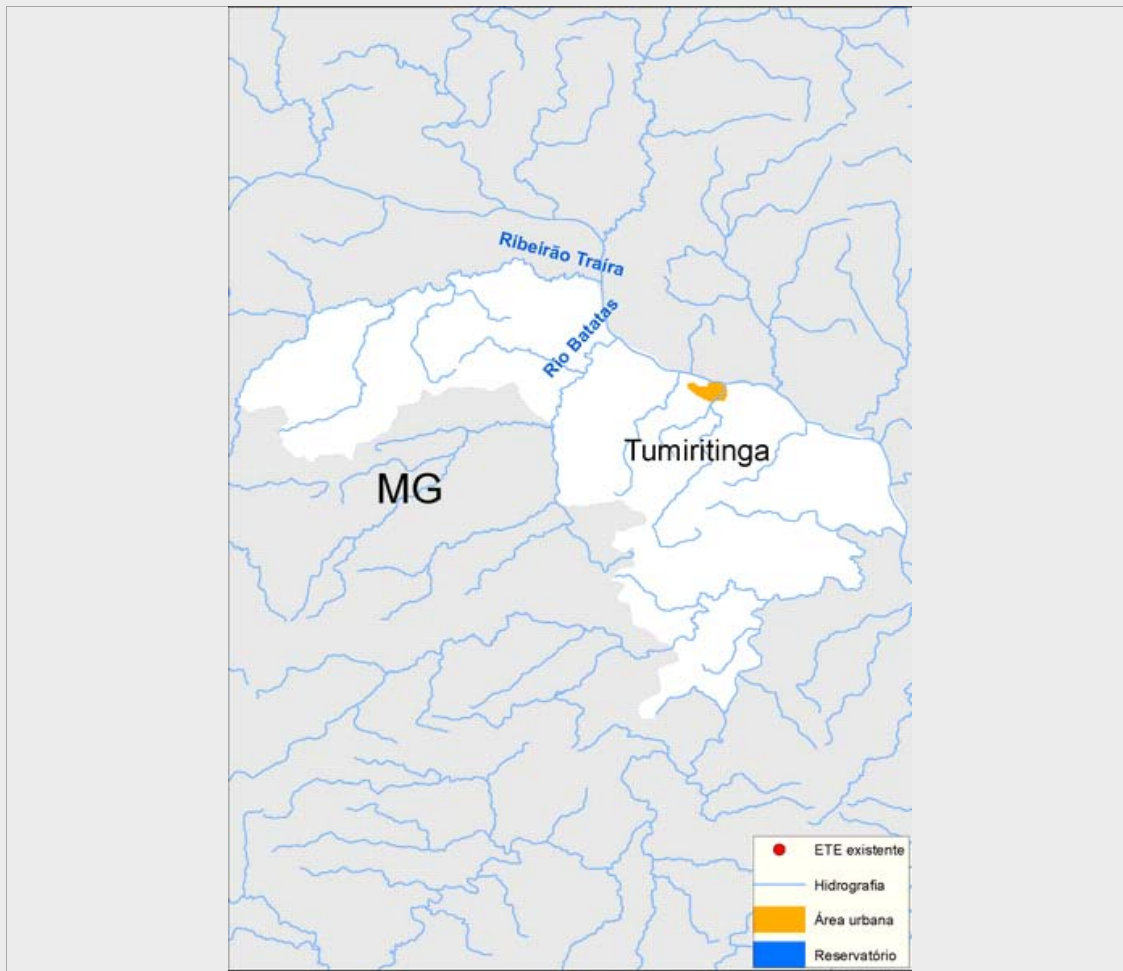 Ribeirão Traíra
Rio Batatas
Tumiritinga
MG
ETE existente
Hidrografia
Área urbana
Reservatório